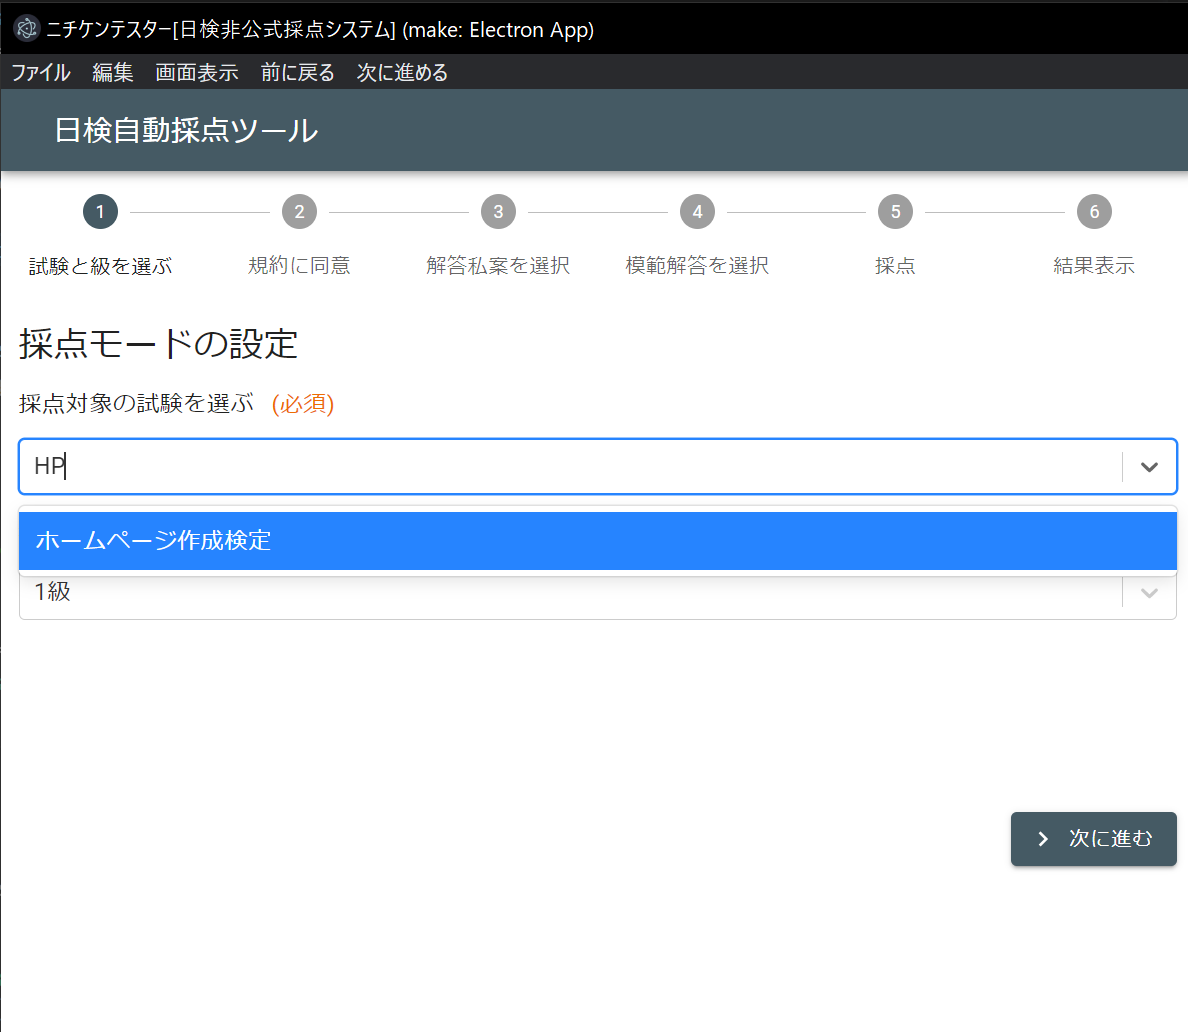 ニチケンテスター[日検非公式採点システム] (make: Electron App)
ファイル 編集 画面表示 前に戻る 次に進める
日検自動採点ツール
1 2 3 4 5 6
試験と級を選ぶ 規約に同意 解答私案を選択 模範解答を選択 採点 結果表示
採点モードの設定
採点対象の試験を選ぶ (必須)
HP
ホームページ作成検定
1級
次に進む